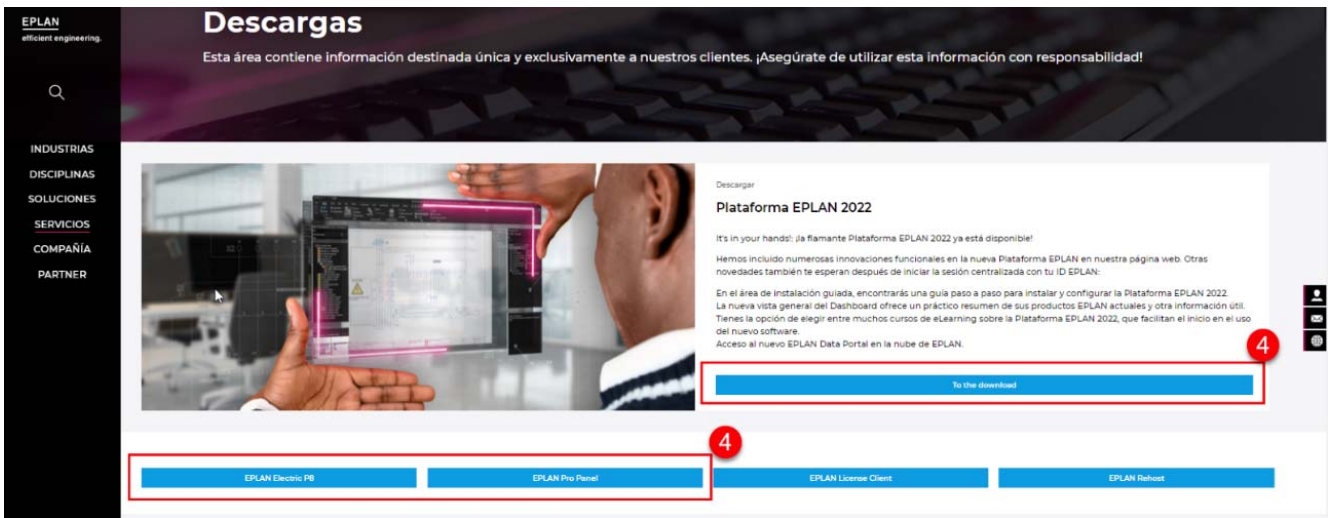 EPLAN
efficient engineering.
INDUSTRIAS
DISCIPLINAS
SOLUCIONES
SERVICIOS
COMPAÑÍA
PARTNER
Descargas
Esta área contiene información destinada única y exclusivamente a nuestros clientes. ¡Asegúrate de utilizar esta información con responsabilidad!
Descargar
Plataforma EPLAN 2022
It's in your hands!: ¡la flamante Plataforma EPLAN 2022 ya está disponible!
Hemos incluido numerosas innovaciones funcionales en la nueva Plataforma EPLAN en nuestra página web. Otras
novedades también te esperan después de iniciar la sesión centralizada con tu ID EPLAN:
En el área de instalación guiada, encontrarás una guía paso a paso para instalar y configurar la Plataforma EPLAN 2022.
La nueva vista general del Dashboard ofrece un práctico resumen de sus productos EPLAN actuales y otra información útil.
Tienes la opción de elegir entre muchos cursos de eLearning sobre la Plataforma EPLAN 2022, que facilitan el inicio en el uso
del nuevo software.
Acceso al nuevo EPLAN Data Portal en la nube de EPLAN.
4
To the download
4
EPLAN Electric P8
EPLAN Pro Panel
EPLAN License Client
EPLAN Rehost